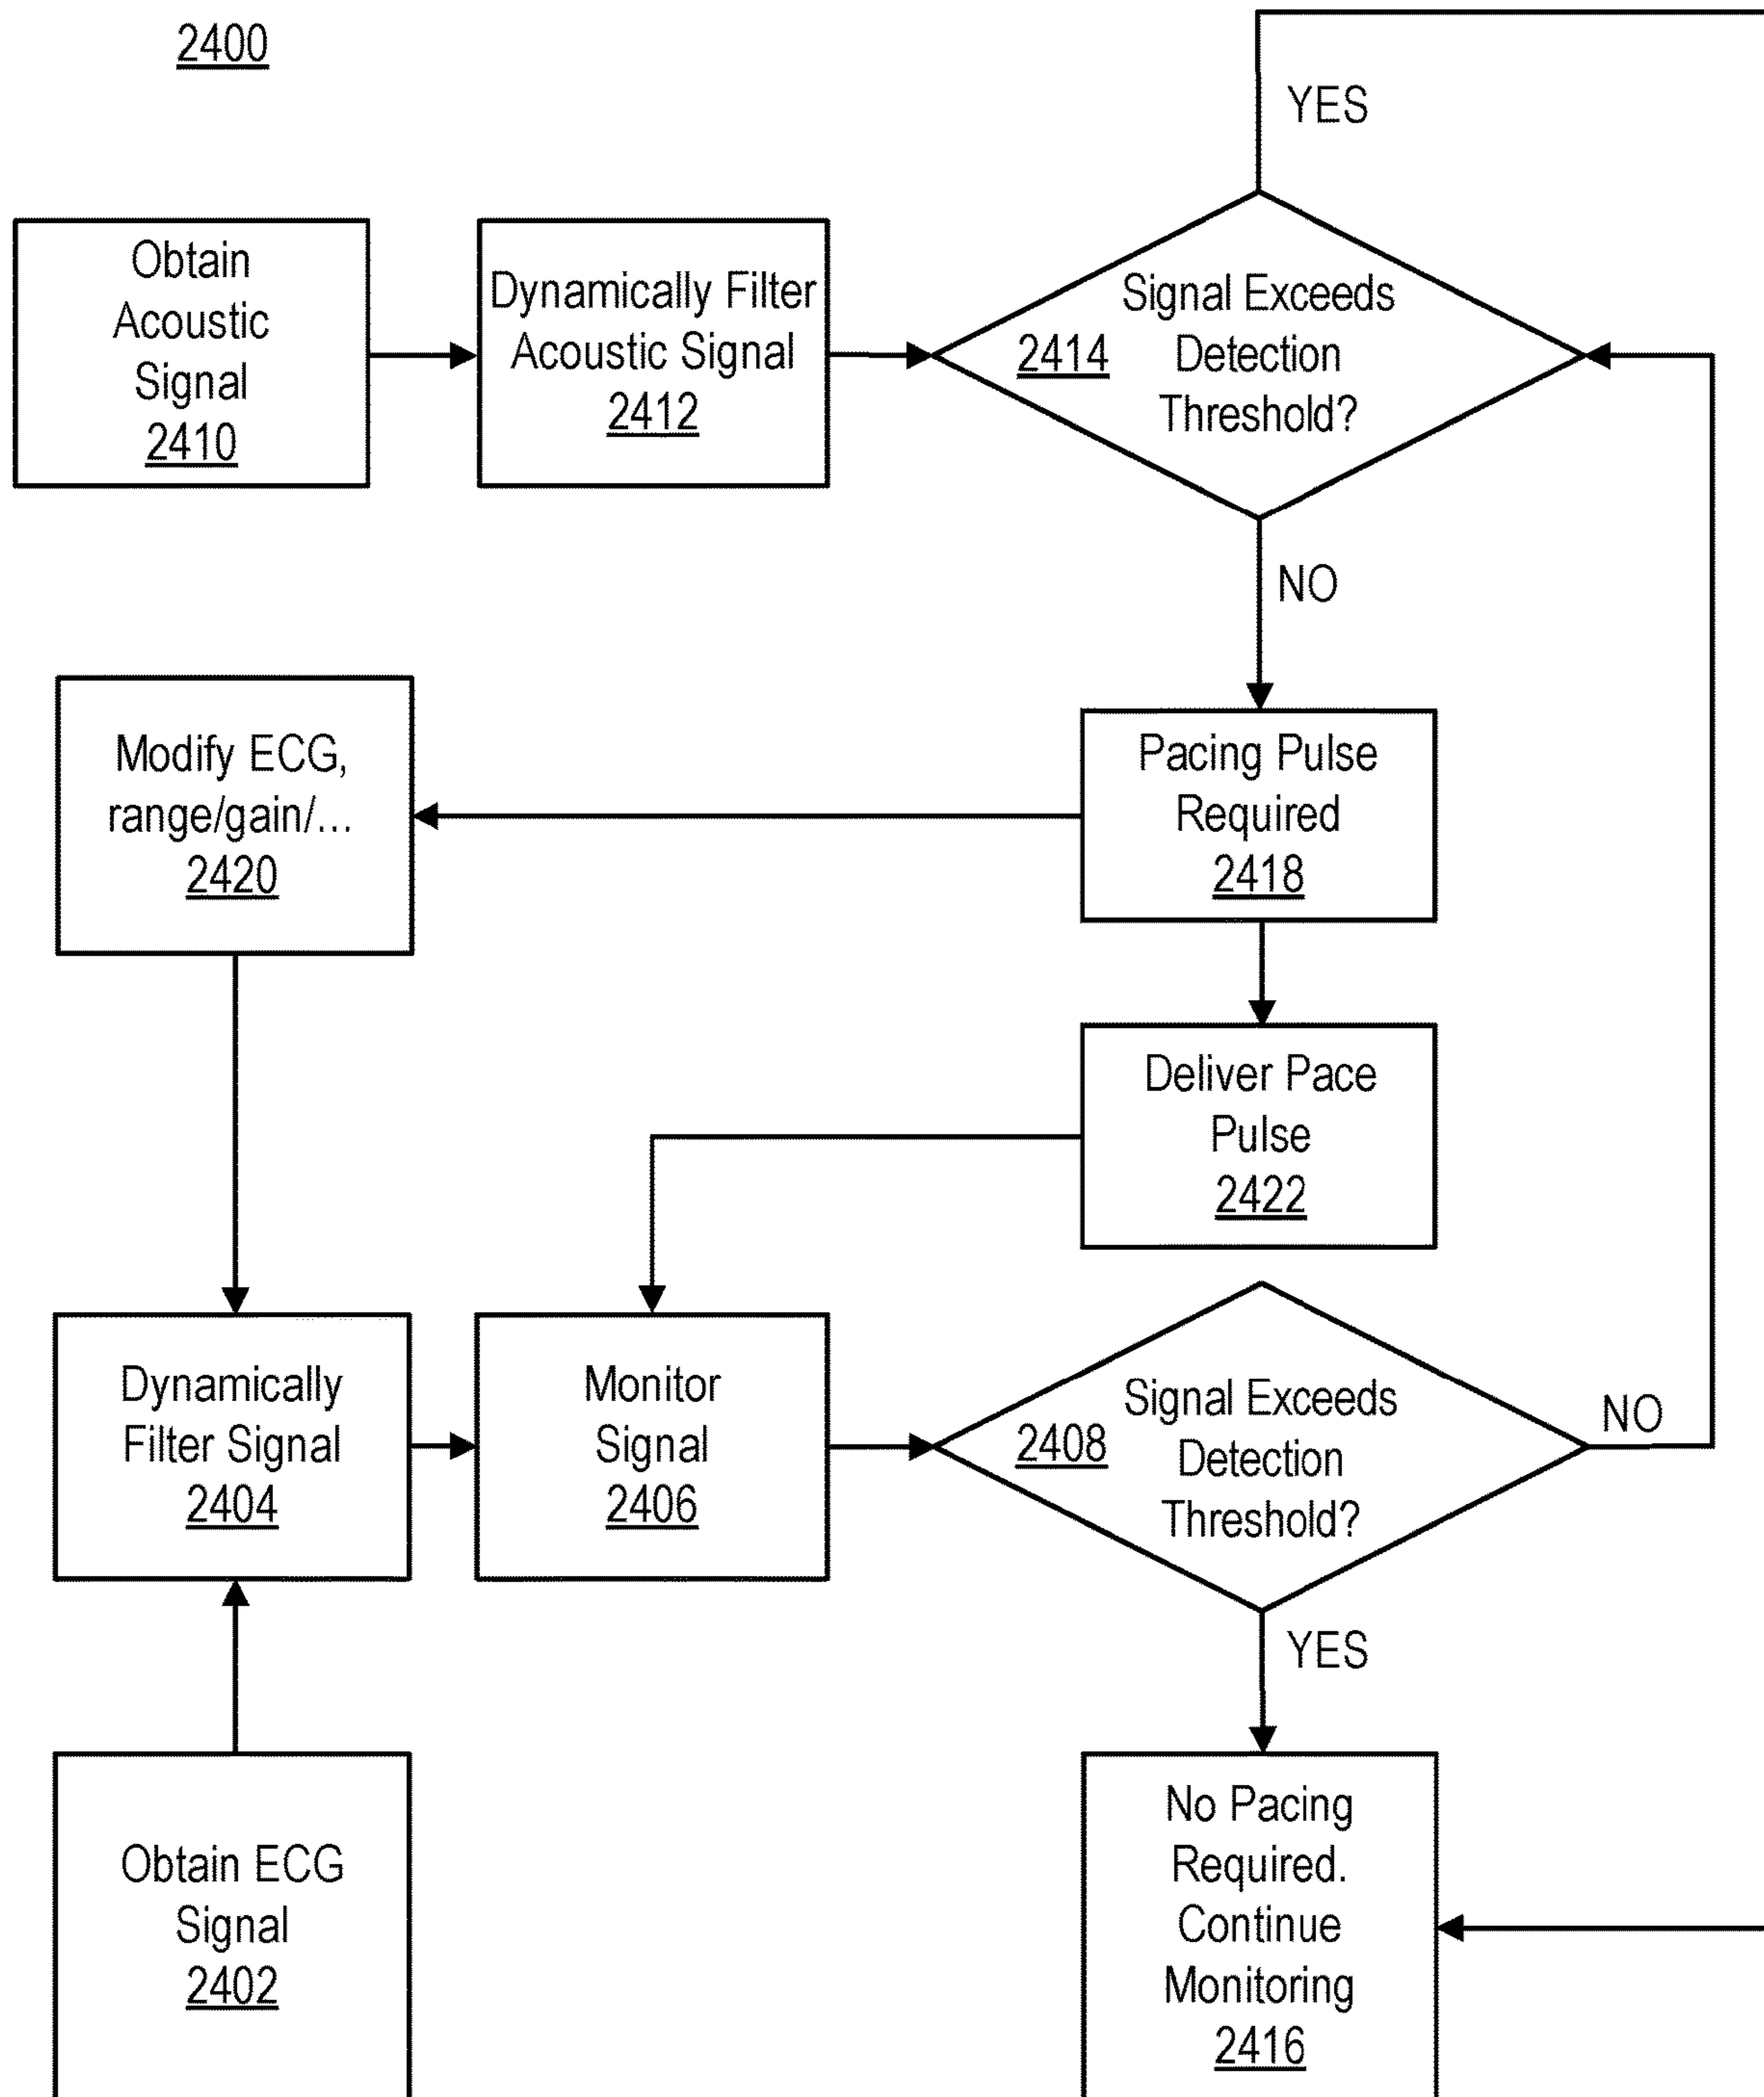 2400
YES
Obtain
Acoustic
Signal
2410
Dynamically Filter
Acoustic Signal
2412
Signal Exceeds
2414 Detection
Threshold?
NO
Modify ECG,
range/gain/...
2420
Pacing Pulse
Required
2418
Deliver Pace
Pulse
2422
Dynamically
Filter Signal
2404
Monitor
Signal
2406
Signal Exceeds
2408 Detection
Threshold?
NO
YES
Obtain ECG
Signal
2402
No Pacing
Required.
Continue
Monitoring
2416